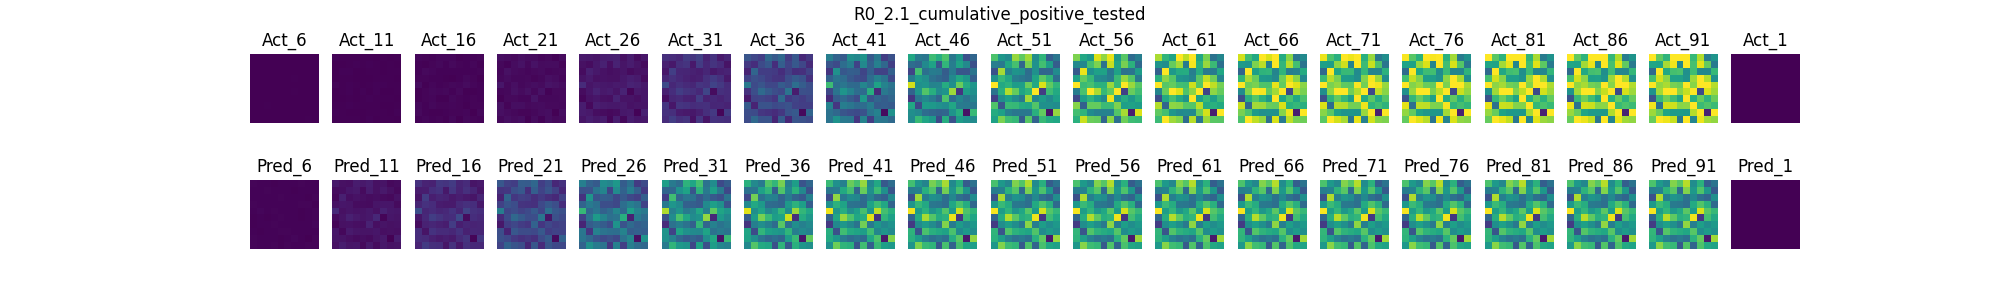 R0_2.1_cumulative_positive_tested
Act_6 Act_11 Act_16 Act_21 Act_26 Act_31 Act_36 Act_41 Act_46 Act_51 Act_56 Act_61 Act_66 Act_71 Act_76 Act_81 Act_86 Act_91 Act_1
Pred_6 Pred_11 Pred_16 Pred_21 Pred_26 Pred_31 Pred_36 Pred_41 Pred_46 Pred_51 Pred_56 Pred_61 Pred_66 Pred_71 Pred_76 Pred_81 Pred_86 Pred_91 Pred_1